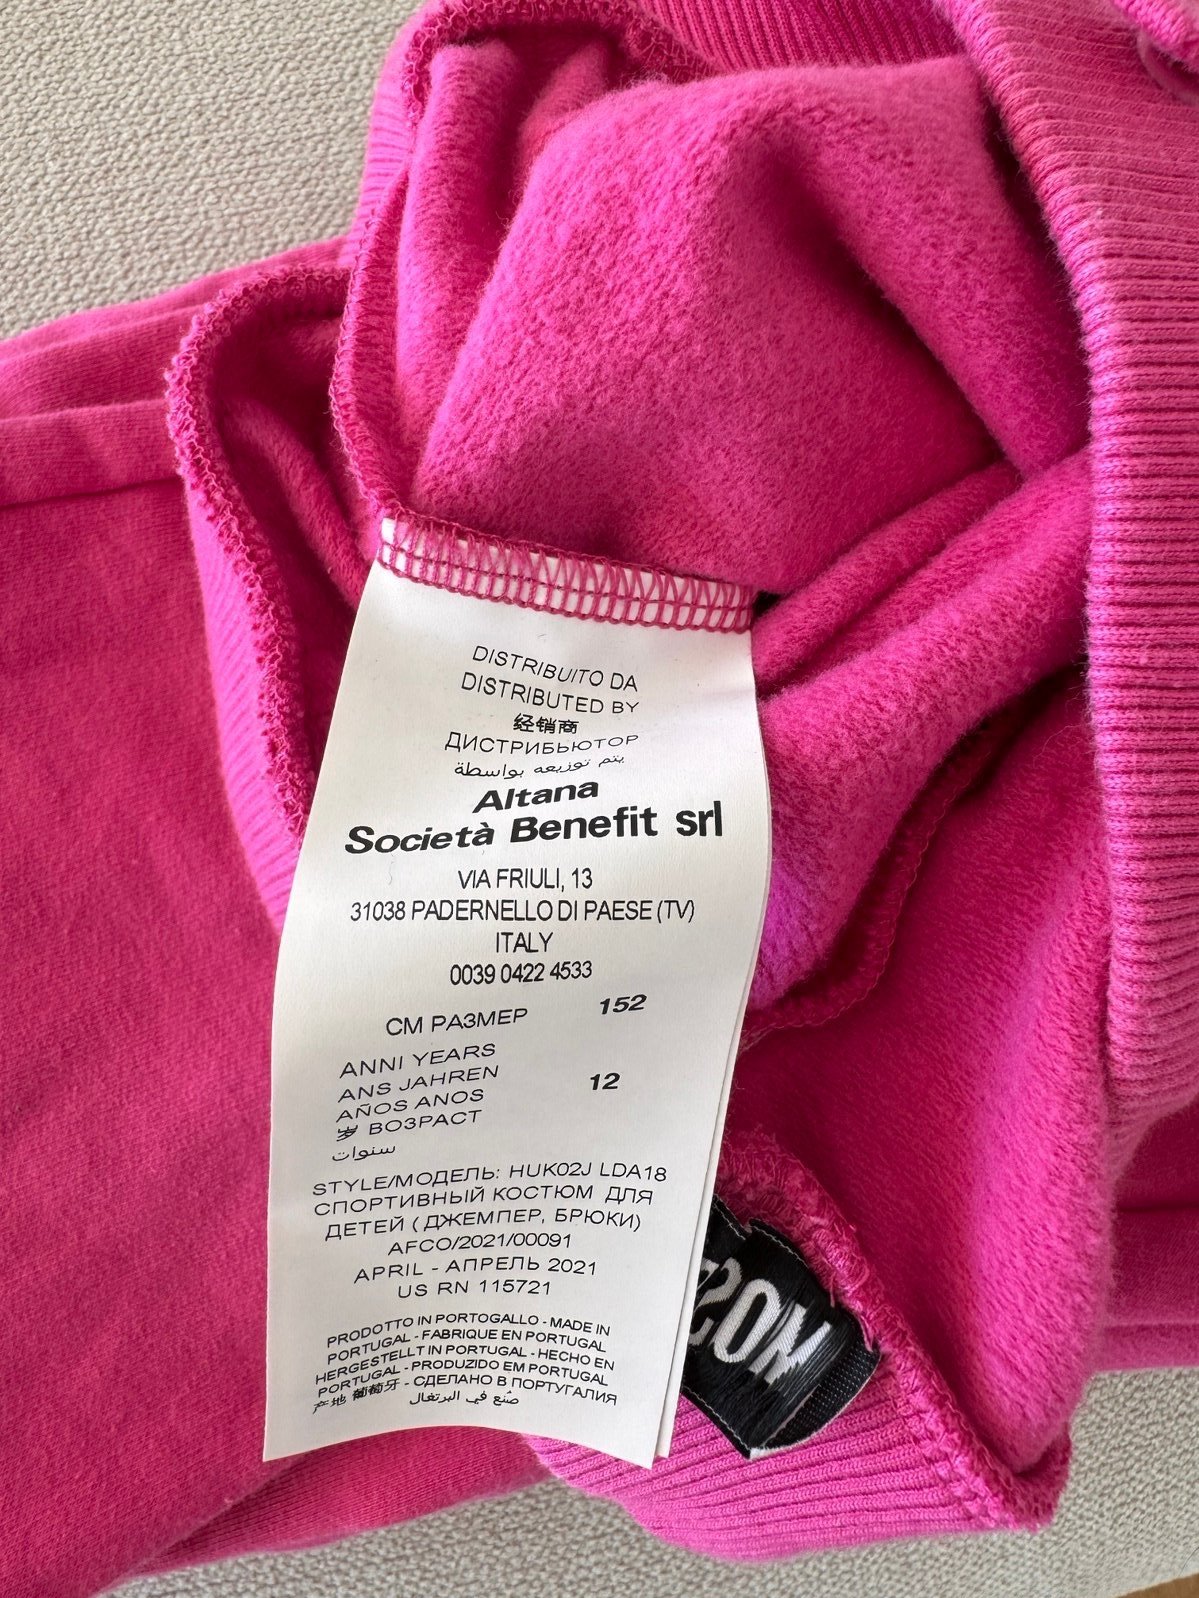 DISTRIBUITO DA
DISTRIBUTED BY
经销商
ДИСТРИБЬЮТОР
يتم توزيعه بواسطة
Altana
Società Benefit srl
VIA FRIULI, 13
31038 PADERNELLO DI PAESE (TV)
ITALY
0039 0422 4533
СМ РАЗМЕР 152
ANNI YEARS
ANS JAHREN 12
AÑOS ANOS
岁 ВОЗРАСТ
سنوات
STYLE/МОДЕЛЬ: HUK02J LDA18
СПОРТИВНЫЙ КОСТЮМ ДЛЯ
ДЕТЕЙ (ДЖЕМПЕР, БРЮКИ)
AFCO/2021/00091
APRIL - АПРЕЛЬ 2021
US RN 115721
PRODOTTO IN PORTOGALLO - MADE IN
PORTUGAL - FABRIQUE EN PORTUGAL
HERGESTELLT IN PORTUGAL - HECHO EN
PORTUGAL - PRODUZIDO EM PORTUGAL
产地 葡萄牙 - СДЕЛАНО В ПОРТУГАЛИЯ
صُنع في البرتغال
MOS